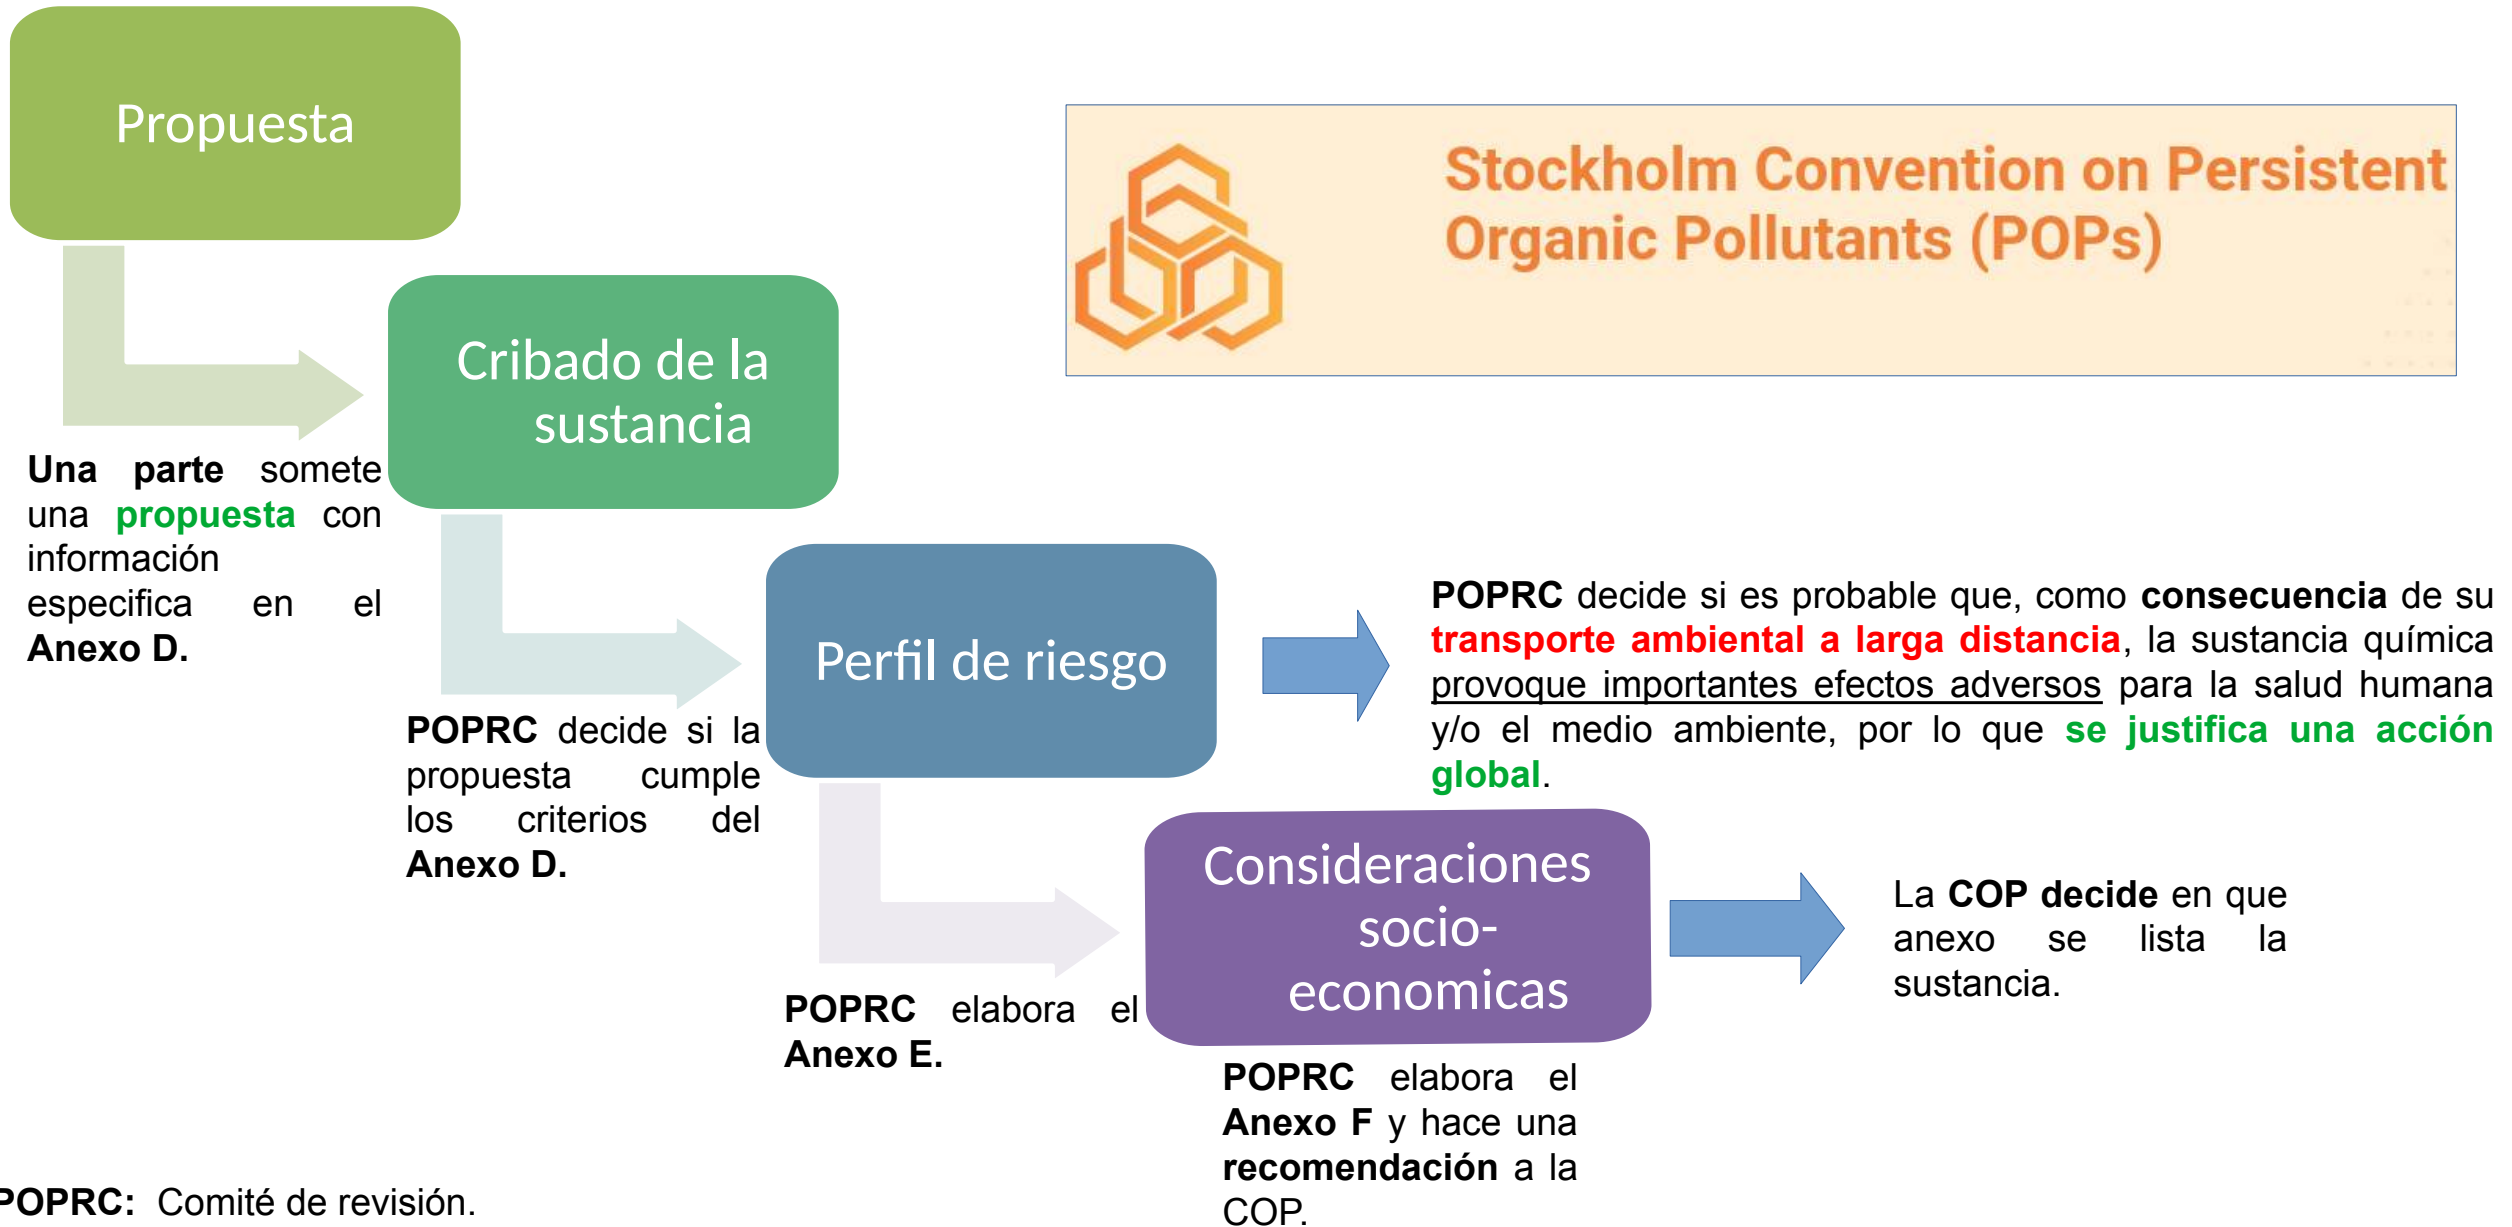 Propuesta
Stockholm Convention on Persistent
Organic Pollutants (POPs)
Cribado de la
sustancia
Una parte somete
una propuesta con
información
especifica en el
Anexo D.
Perfil de riesgo
POPRC decide si es probable que, como consecuencia de su
transporte ambiental a larga distancia, la sustancia química
provoque importantes efectos adversos para la salud humana
y/o el medio ambiente, por lo que se justifica una acción
global.
POPRC decide si la
propuesta cumple
los criterios del
Anexo D.
Consideraciones
socio-
economicas
La COP decide en que
anexo se lista la
sustancia.
POPRC elabora el
Anexo E.
POPRC elabora el
Anexo F y hace una
recomendación a la
COP.
POPRC: Comité de revisión.